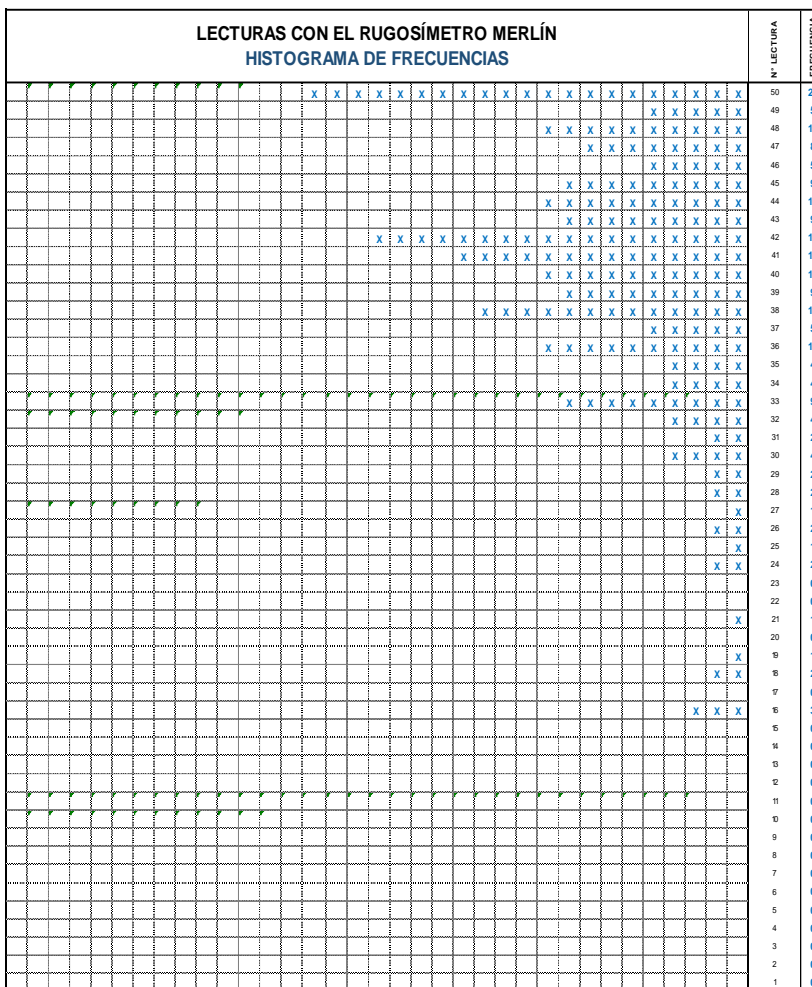 LECTURAS CON EL RUGOSÍMETRO MERLÍN
HISTOGRAMA DE FRECUENCIAS
N° LECTURA
X X X X X X X X X X X X X X X X X X X X X 50
X X X X X 49
X X X X X X X X X X 48
X X X X X X X X 47
X X X X X 46
X X X X X X X X X 45
X X X X X X X X X X 44
X X X X X X X X X 43
X X X X X X X X X X X X X X X X X X 42
X X X X X X X X X X X X X X 41
X X X X X X X X X X 40
X X X X X X X X X 39
X X X X X X X X X X X X X 38
X X X X X 37
X X X X X X X X X X 36
X X X X 35
X X X X 34
X X X X X X X X X 33
X X X X 32
X X 31
X X X X 30
X X 29
X X 28
X 27
X X 26
X 25
X X 24
23
22
X 21
20
X 19
X X 18
17
X X X 16
15
14
13
12
11
10
9
8
7
6
5
4
3
2
1